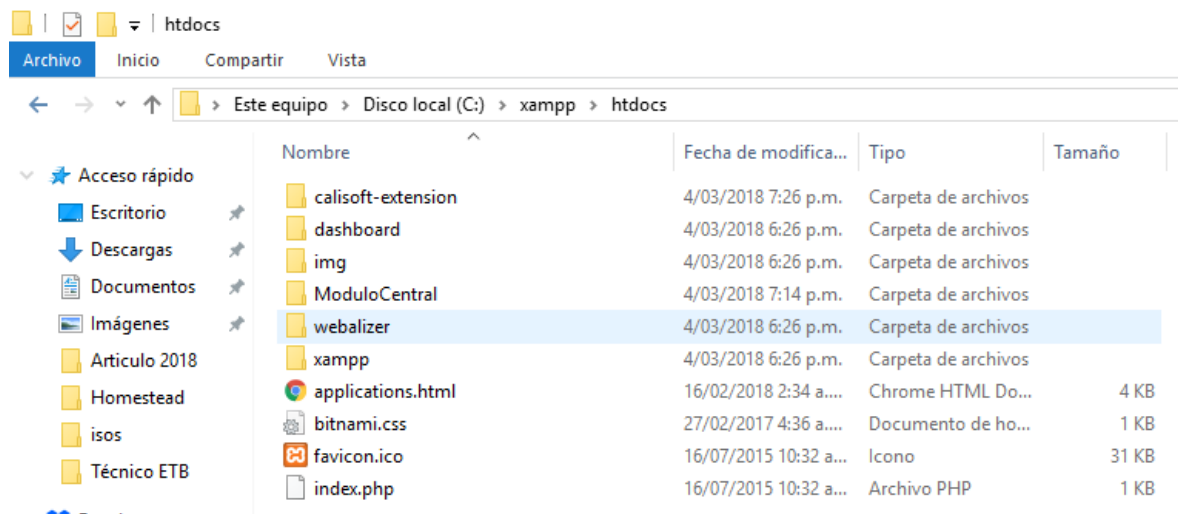 htdocs
Archivo Inicio Compartir Vista
Este equipo > Disco local (C:) > xampp > htdocs
Nombre Fecha de modifica... Tipo Tamaño
Acceso rápido
Escritorio
Descargas
Documentos
Imágenes
Articulo 2018
Homestead
isos
Técnico ETB
calisoft-extension 4/03/2018 7:26 p.m. Carpeta de archivos
dashboard 4/03/2018 6:26 p.m. Carpeta de archivos
img 4/03/2018 6:26 p.m. Carpeta de archivos
ModuloCentral 4/03/2018 7:14 p.m. Carpeta de archivos
webalizer 4/03/2018 6:26 p.m. Carpeta de archivos
xampp 4/03/2018 6:26 p.m. Carpeta de archivos
applications.html 16/02/2018 2:34 a.... Chrome HTML Do... 4 KB
bitnami.css 27/02/2017 4:36 a.... Documento de ho... 1 KB
favicon.ico 16/07/2015 10:32 a... Icono 31 KB
index.php 16/07/2015 10:32 a... Archivo PHP 1 KB